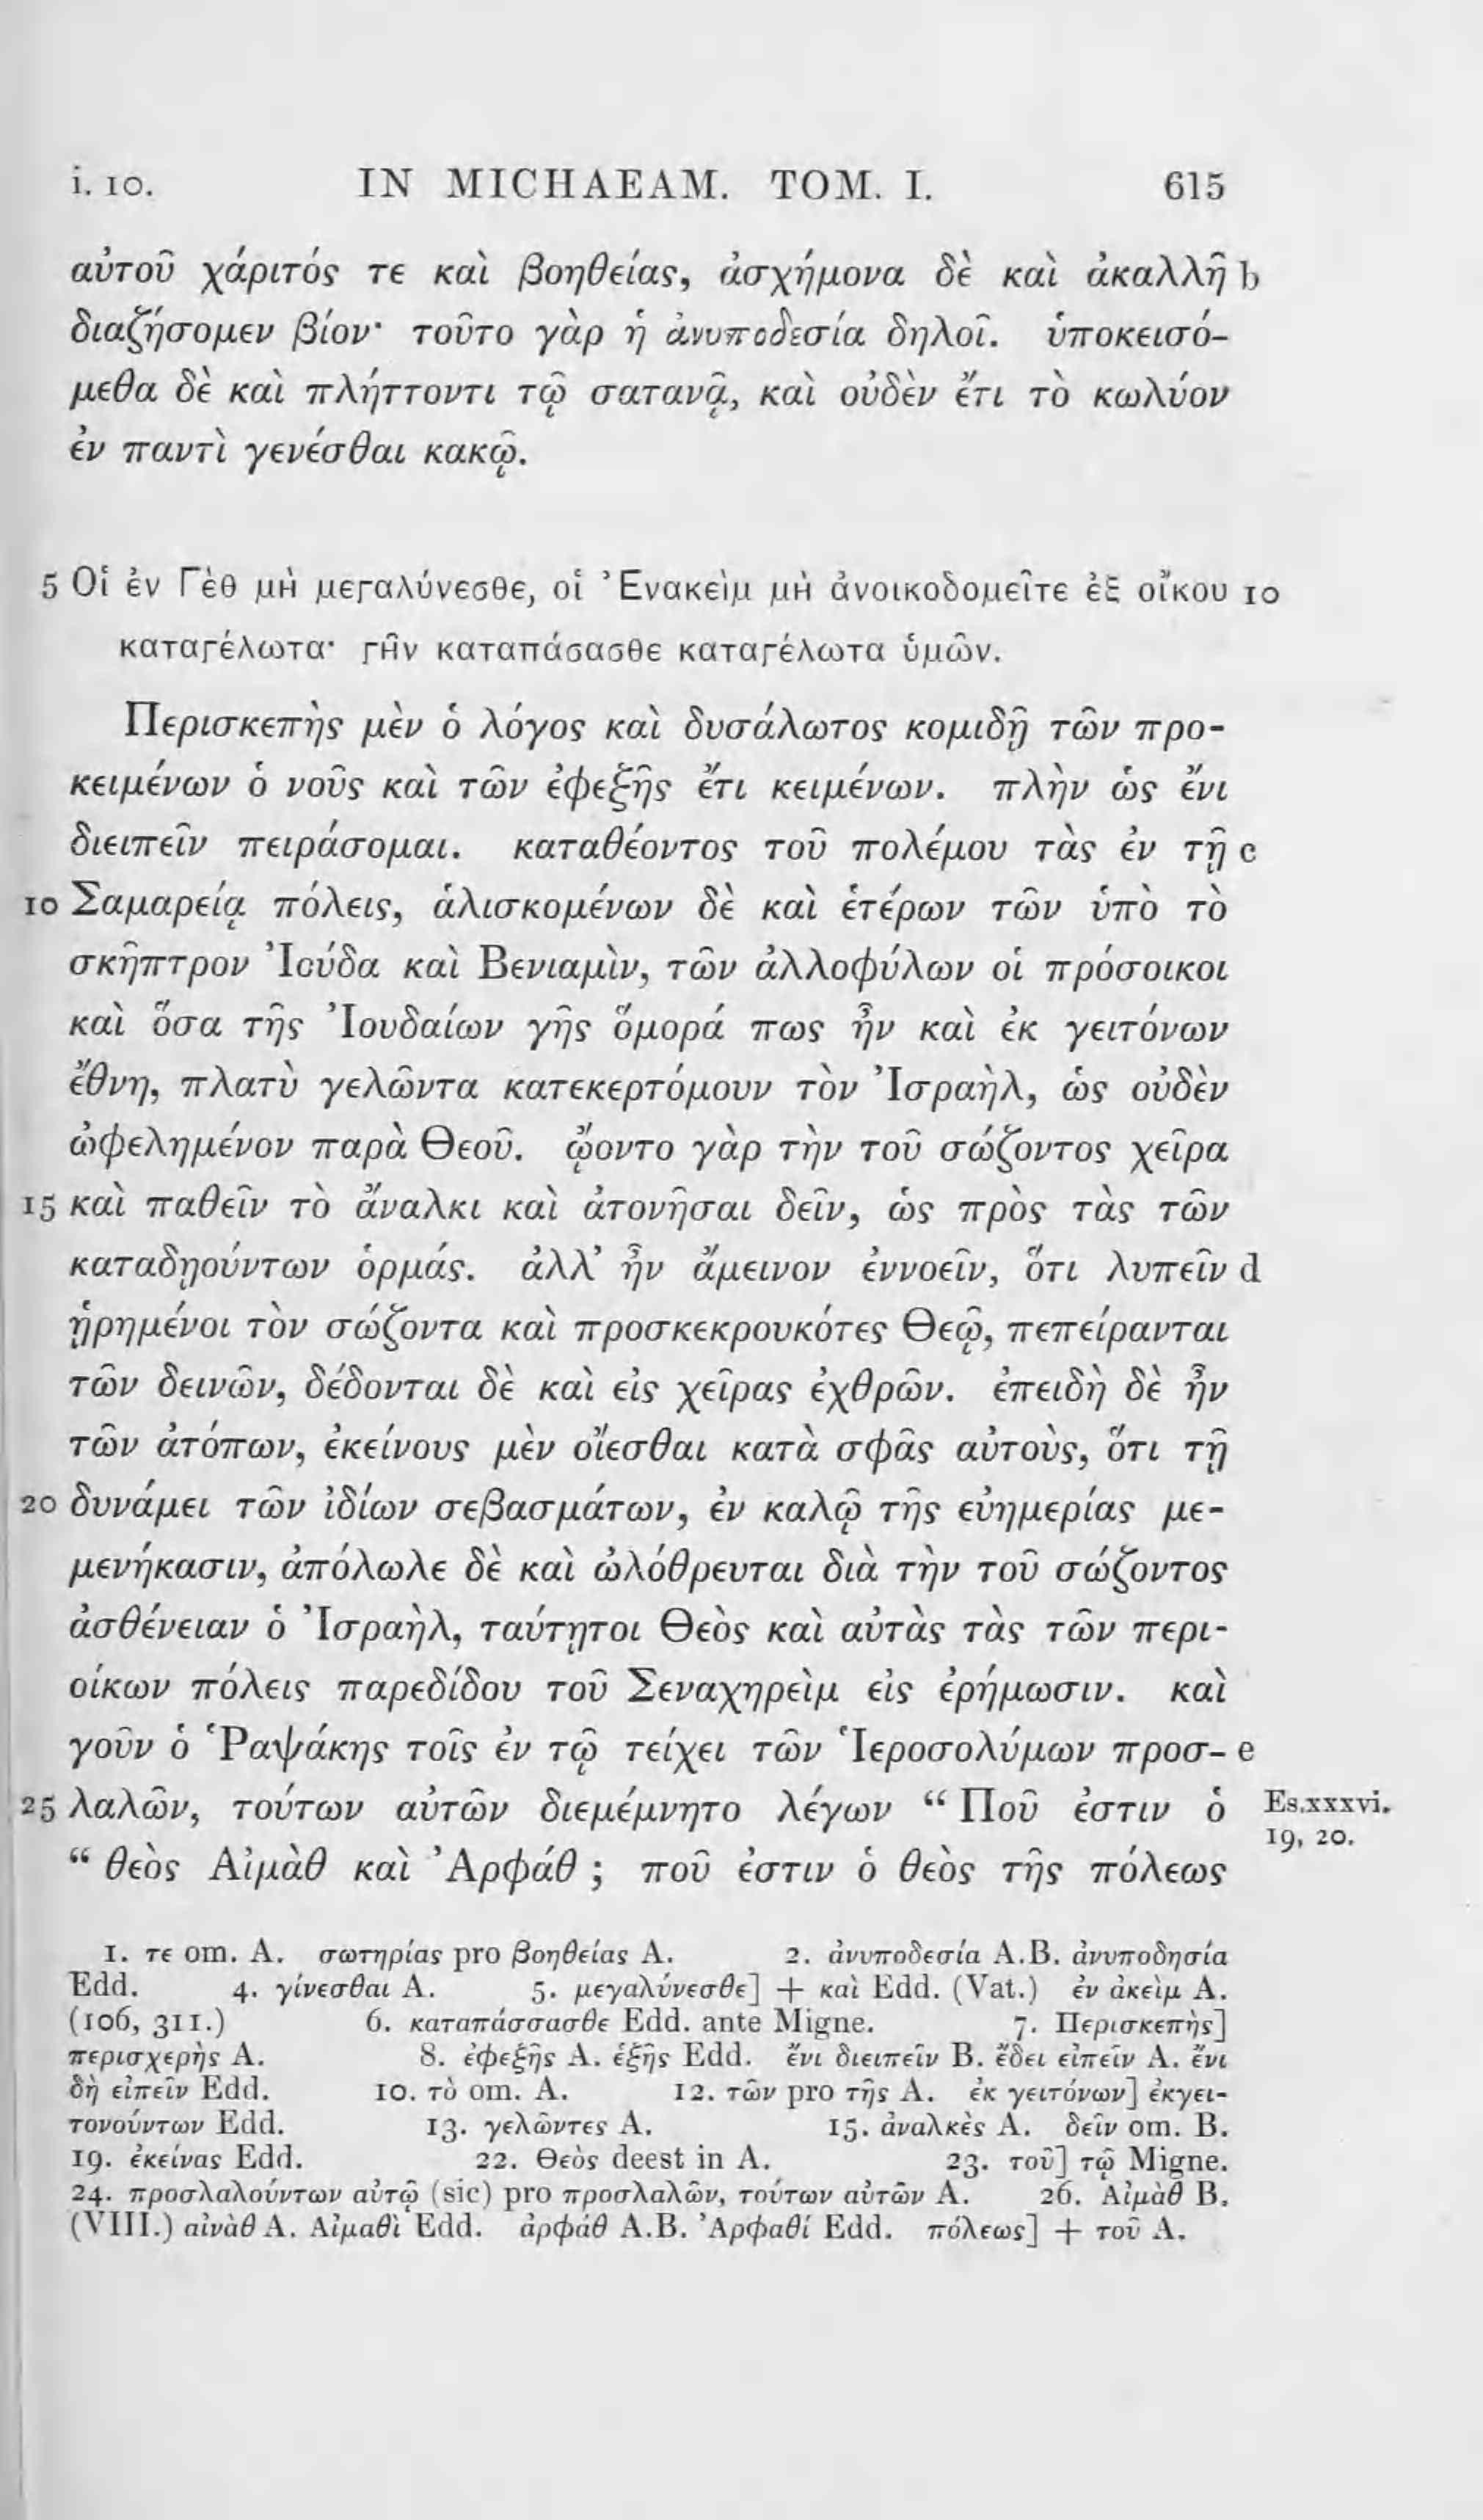 i. 10. IN MICHAEAM. TOM. I. 615
αὐτοῦ χάριτός τε καὶ βοηθείας, ἀσχήμονα δὲ καὶ ἀκαλλῆ b
διαζήσομεν βίον· τοῦτο γὰρ ἡ ἀνυποδεσία δηλοῖ. ὑποκεισό-
μεθα δὲ καὶ πλήττοντι τῷ σατανᾷ, καὶ οὐδὲν ἔτι τὸ κωλύον
ἐν παντὶ γενέσθαι κακῷ.
5 Οἱ ἐν Γὲθ μὴ μεγαλύνεσθε, οἱ Ἐνακεὶμ μὴ ἀνοικοδομεῖτε ἐξ οἴκου 10
καταγέλωτα· γῆν καταπάσασθε καταγέλωτα ὑμῶν.
Περισκεπὴς μὲν ὁ λόγος καὶ δυσάλωτος κομιδῇ τῶν προ-
κειμένων ὁ νοῦς καὶ τῶν ἐφεξῆς ἔτι κειμένων. πλὴν ὡς ἔνι
διειπεῖν πειράσομαι. καταθέοντος τοῦ πολέμου τὰς ἐν τῇ c
10 Σαμαρείᾳ πόλεις, ἁλισκομένων δὲ καὶ ἑτέρων τῶν ὑπὸ τὸ
σκῆπτρον Ἰούδα καὶ Βενιαμὶν, τῶν ἀλλοφύλων οἱ πρόσοικοι
καὶ ὅσα τῆς Ἰουδαίων γῆς ὅμορά πως ἦν καὶ ἐκ γειτόνων
ἔθνη, πλατὺ γελῶντα κατεκερτόμουν τὸν Ἰσραὴλ, ὡς οὐδὲν
ὠφελημένον παρὰ Θεοῦ. ᾤοντο γὰρ τὴν τοῦ σώζοντος χεῖρα
15 καὶ παθεῖν τὸ ἄναλκι καὶ ἀτονῆσαι δεῖν, ὡς πρὸς τὰς τῶν
καταδῃούντων ὁρμάς. ἀλλ’ ἦν ἄμεινον ἐννοεῖν, ὅτι λυπεῖν d
ᾑρημένοι τὸν σώζοντα καὶ προσκεκρουκότες Θεῷ, πεπείρανται
τῶν δεινῶν, δέδονται δὲ καὶ εἰς χεῖρας ἐχθρῶν. ἐπειδὴ δὲ ἦν
τῶν ἀτόπων, ἐκείνους μὲν οἴεσθαι κατὰ σφᾶς αὐτοὺς, ὅτι τῇ
20 δυνάμει τῶν ἰδίων σεβασμάτων, ἐν καλῷ τῆς εὐημερίας με-
μενήκασιν, ἀπόλωλε δὲ καὶ ὠλόθρευται διὰ τὴν τοῦ σώζοντος
ἀσθένειαν ὁ Ἰσραὴλ, ταύτῃτοι Θεὸς καὶ αὐτὰς τὰς τῶν περι-
οίκων πόλεις παρεδίδου τοῦ Σεναχηρεὶμ εἰς ἐρήμωσιν. καὶ
γοῦν ὁ Ῥαψάκης τοῖς ἐν τῷ τείχει τῶν Ἱεροσολύμων προσ- e
25 λαλῶν, τούτων αὐτῶν διεμέμνητο λέγων “ Ποῦ ἐστιν ὁ Es.xxxvi.
19, 20.
“ θεὸς Αἰμὰθ καὶ Ἀρφάθ ; ποῦ ἐστιν ὁ θεὸς τῆς πόλεως
1. τε om. A. σωτηρίας pro βοηθείας A. 2. ἀνυποδεσία A.B. ἀνυποδησία
Edd. 4. γίνεσθαι A. 5. μεγαλύνεσθε] + καὶ Edd. (Vat.) ἐν ἀκεὶμ A.
(106, 311.) 6. καταπάσσασθε Edd. ante Migne. 7. Περισκεπὴς]
περισχερὴς A. 8. ἐφεξῆς A. ἑξῆς Edd. ἔνι διειπεῖν B. ἔδει εἰπεῖν A. ἔνι
δὴ εἰπεῖν Edd. 10. τὸ om. A. 12. τῶν pro τῆς A. ἐκ γειτόνων] ἐκγει-
τονούντων Edd. 13. γελῶντες A. 15. ἀναλκὲς A. δεῖν om. B.
19. ἐκείνας Edd. 22. Θεὸς deest in A. 23. τοῦ] τῷ Migne.
24. προσλαλούντων αὐτῷ (sic) pro προσλαλῶν, τούτων αὐτῶν A. 26. Αἰμὰθ B.
(VIII.) αἰνὰθ A. Αἰμαθὶ Edd. ἀρφάθ A.B. Ἀρφαθί Edd. πόλεως] + τοῦ A.